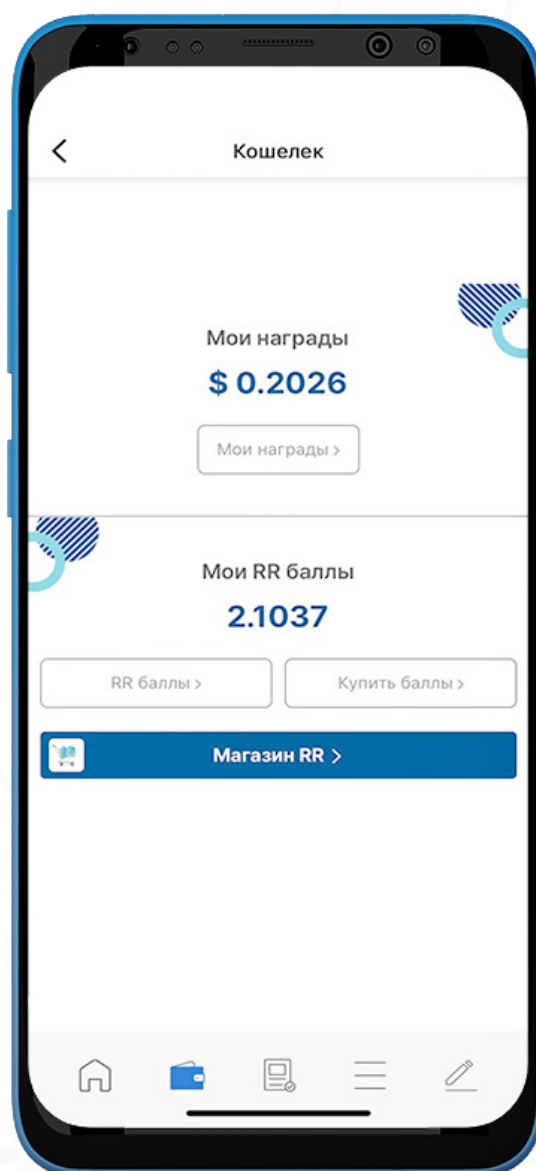 Кошелек
Мои награды
$ 0.2026
Мои награды >
Мои RR баллы
2.1037
RR баллы >
Купить баллы >
Магазин RR >